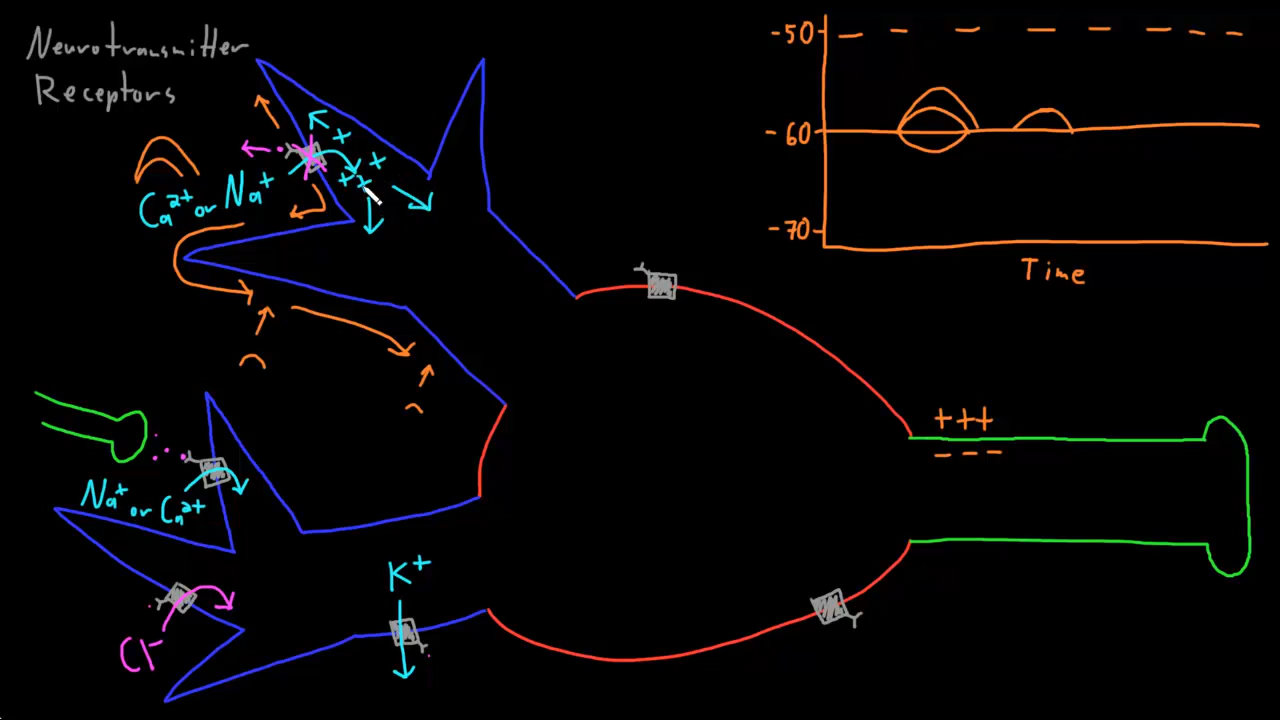 Neurotransmitter
Receptors
-50
-60
-70
Time
+
+
++
Ca²⁺ or Na⁺
+++
- - -
Na⁺ or Ca²⁺
K⁺
Cl⁻